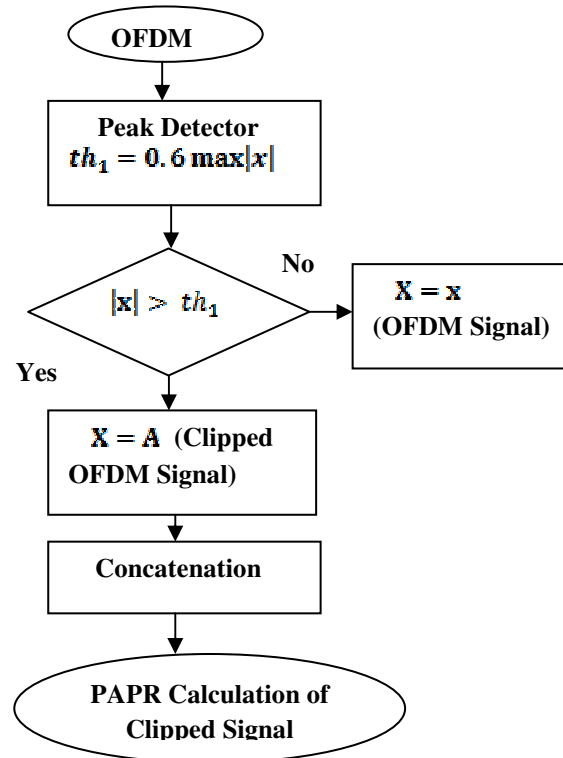 OFDM
Peak Detector
th₁ = 0.6 max|x|
|x| > th₁
No
X = x
(OFDM Signal)
Yes
X = A (Clipped
OFDM Signal)
Concatenation
PAPR Calculation of
Clipped Signal